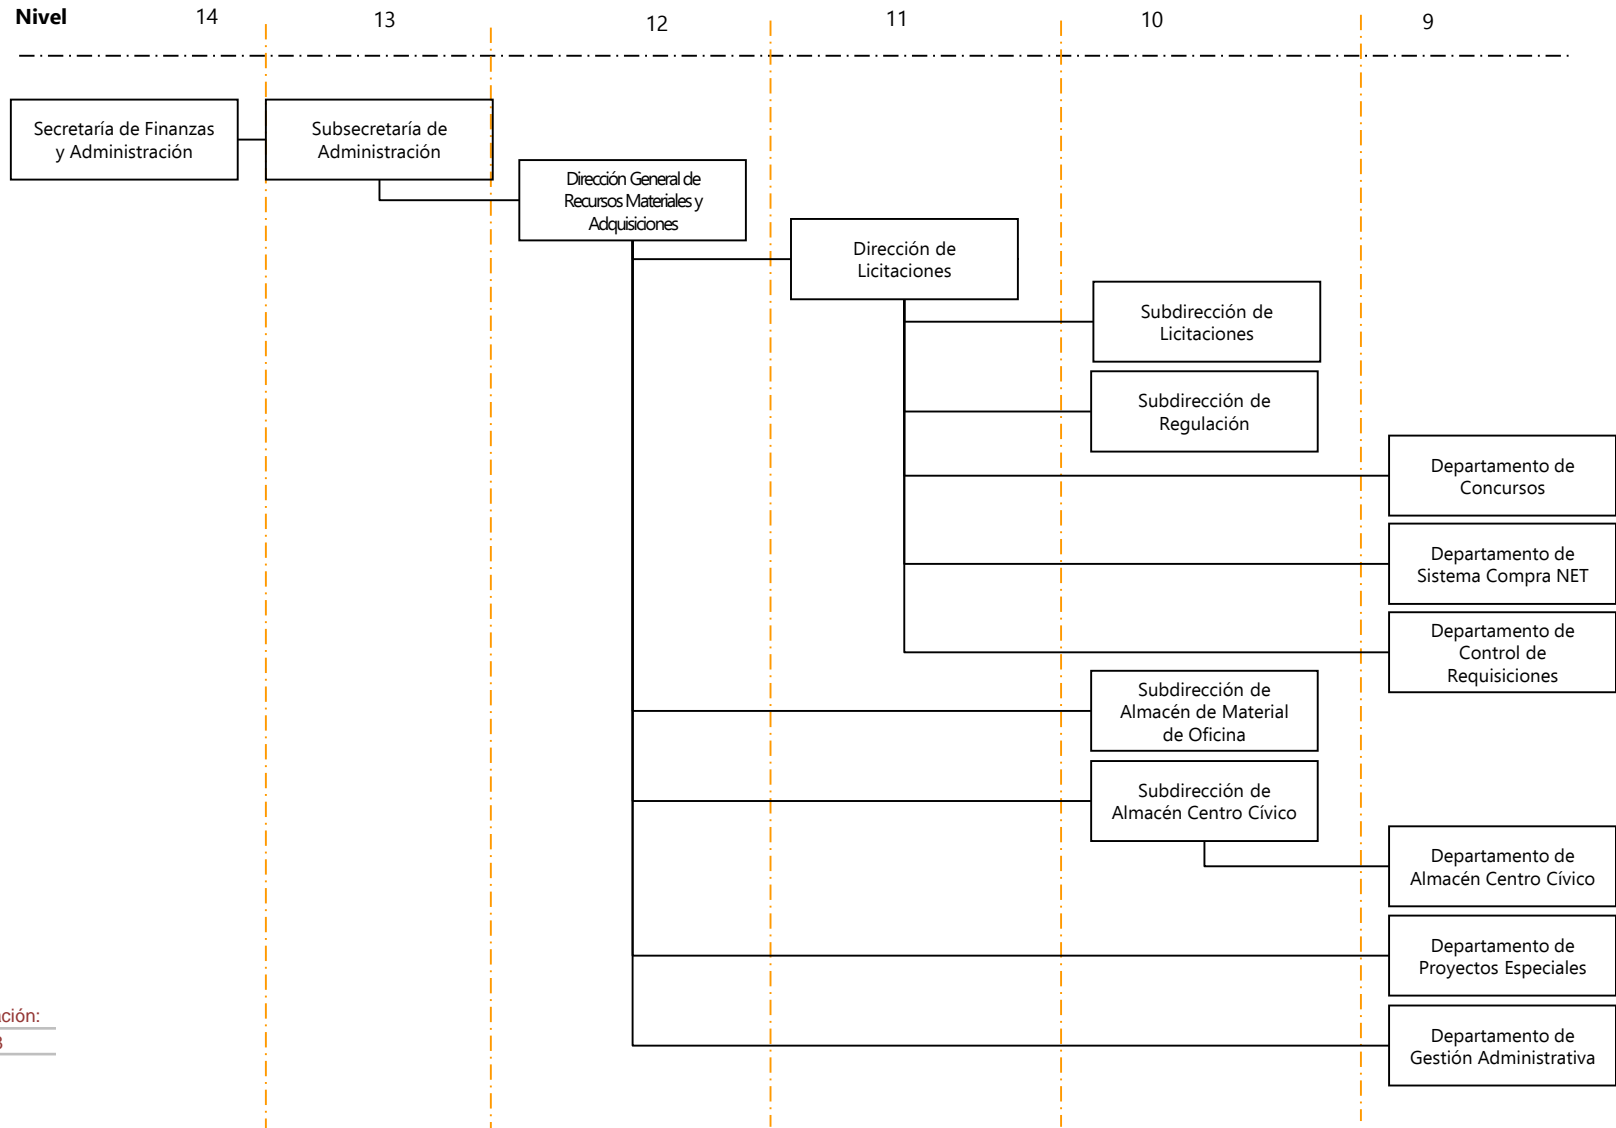 Nivel 14 13 12 11 10 9
Secretaría de Finanzas
y Administración
Subsecretaría de
Administración
Dirección General de
Recursos Materiales y
Adquisiciones
Dirección de
Licitaciones
Subdirección de
Licitaciones
Subdirección de
Regulación
Departamento de
Concursos
Departamento de
Sistema Compra NET
Departamento de
Control de
Requisiciones
Subdirección de
Almacén de Material
de Oficina
Subdirección de
Almacén Centro Cívico
Departamento de
Almacén Centro Cívico
Departamento de
Proyectos Especiales
Departamento de
Gestión Administrativa